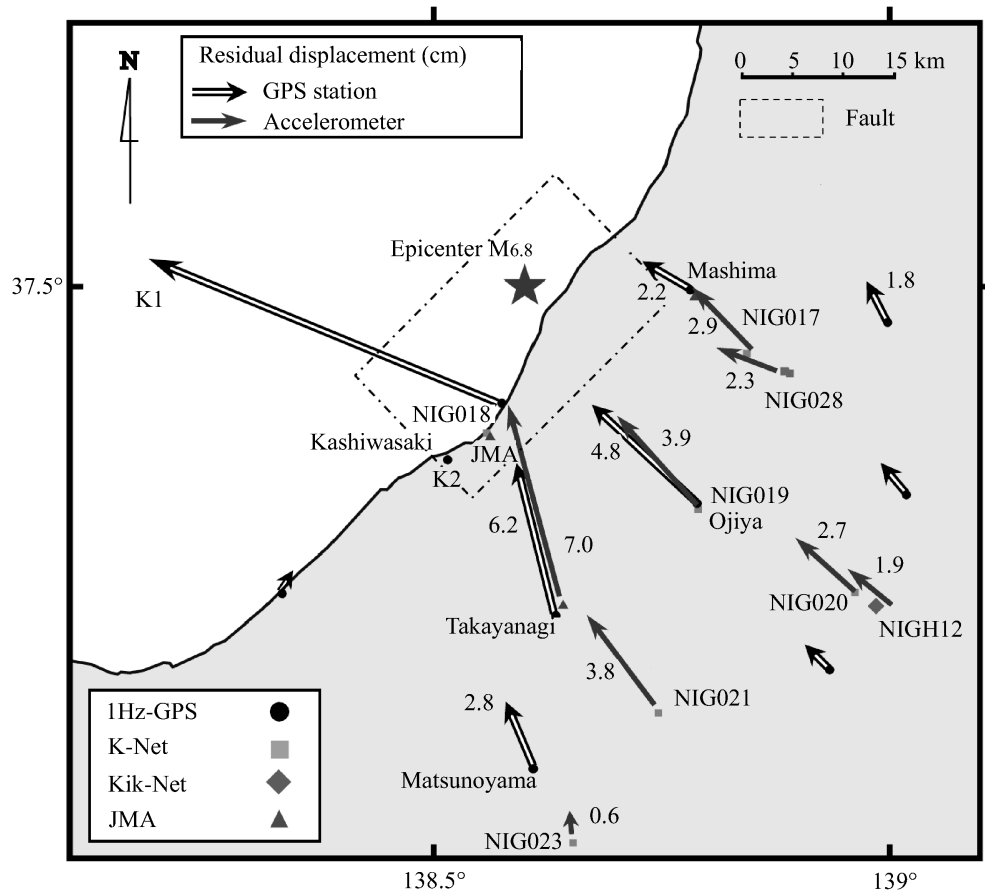 N
Residual displacement (cm)
GPS station
Accelerometer
0 5 10 15 km
Fault
Epicenter M6.8
37.5°
K1
Mashima
2.2
1.8
2.9
NIG017
2.3
NIG028
NIG018
Kashiwasaki
JMA
K2
4.8
3.9
NIG019
Ojiya
6.2
7.0
2.7
1.9
NIG020
NIGH12
Takayanagi
3.8
NIG021
2.8
Matsunoyama
0.6
NIG023
1Hz-GPS
K-Net
Kik-Net
JMA
138.5°
139°